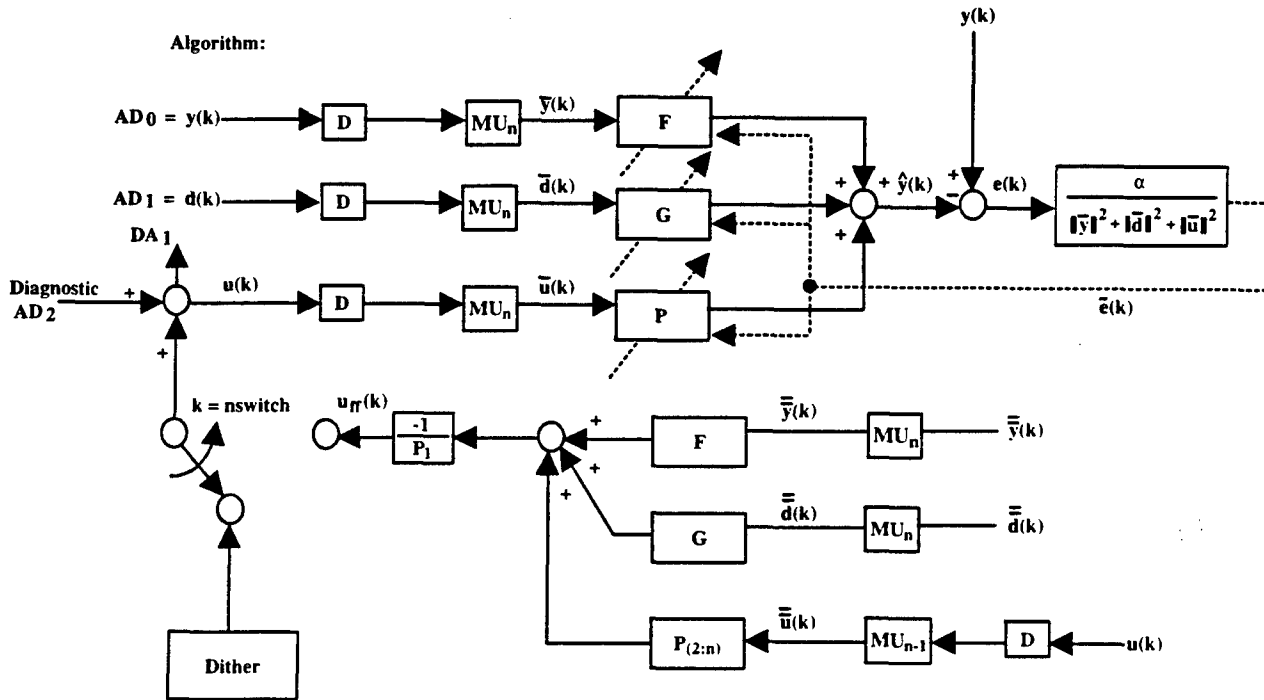 y(k)
Algorithm:
AD0 = y(k)
D
MUn
y̅(k)
F
AD1 = d(k)
D
MUn
d̅(k)
G
+
+
+
+
ŷ(k)
−
+
e(k)
α
‖y̅‖² + ‖d̅‖² + ‖u̅‖²
DA1
Diagnostic
AD2
+
u(k)
D
MUn
u̅(k)
P
e̅(k)
+
k = nswitch
uff(k)
-1
P1
+
+
+
F
y̿(k)
MUn
y̿(k)
G
d̿(k)
MUn
d̿(k)
P(2:n)
u̿(k)
MUn-1
D
u(k)
Dither